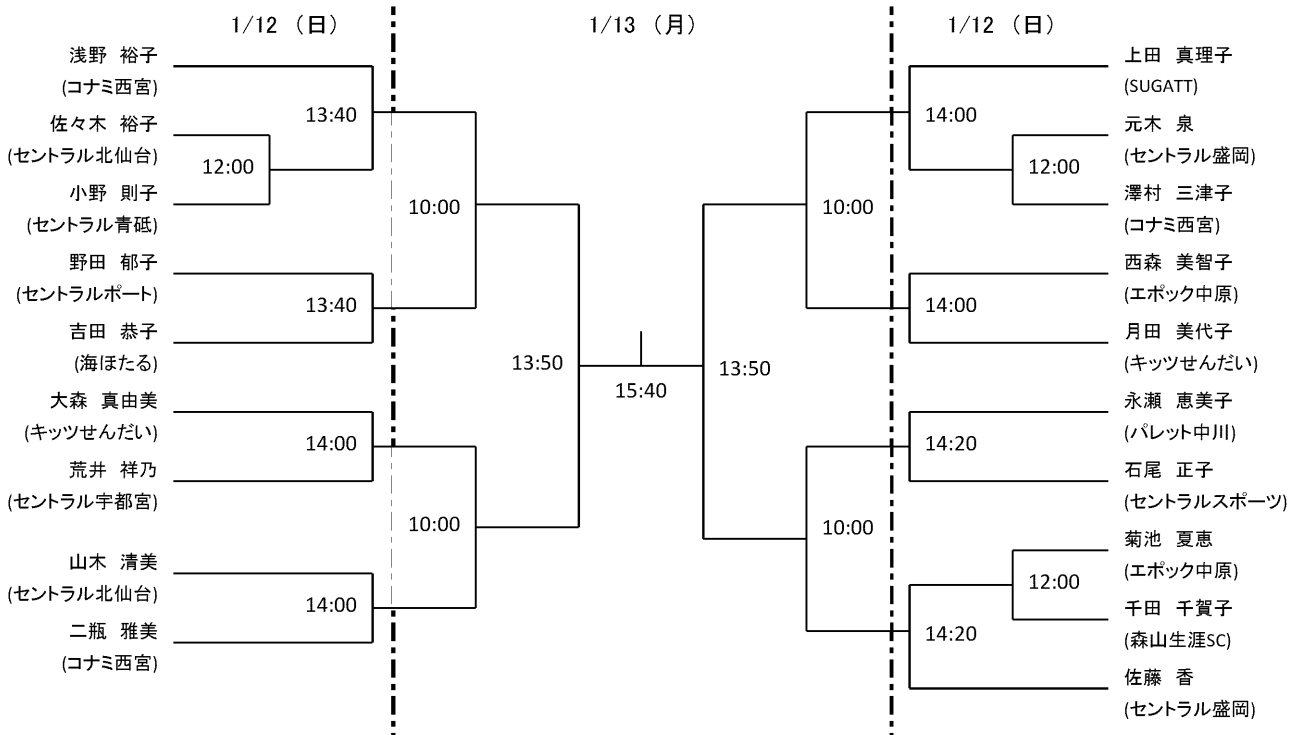 1/12 （日）
1/13 （月）
1/12 （日）
浅野 裕子
(コナミ西宮)
佐々木 裕子
(セントラル北仙台)
小野 則子
(セントラル青砥)
野田 郁子
(セントラルポート)
吉田 恭子
(海ほたる)
大森 真由美
(キッツせんだい)
荒井 祥乃
(セントラル宇都宮)
山木 清美
(セントラル北仙台)
二瓶 雅美
(コナミ西宮)
12:00
13:40
13:40
14:00
14:00
10:00
10:00
13:50
15:40
13:50
10:00
10:00
14:00
14:00
14:20
14:20
12:00
12:00
上田 真理子
(SUGATT)
元木 泉
(セントラル盛岡)
澤村 三津子
(コナミ西宮)
西森 美智子
(エポック中原)
月田 美代子
(キッツせんだい)
永瀬 恵美子
(パレット中川)
石尾 正子
(セントラルスポーツ)
菊池 夏恵
(エポック中原)
千田 千賀子
(森山生涯SC)
佐藤 香
(セントラル盛岡)